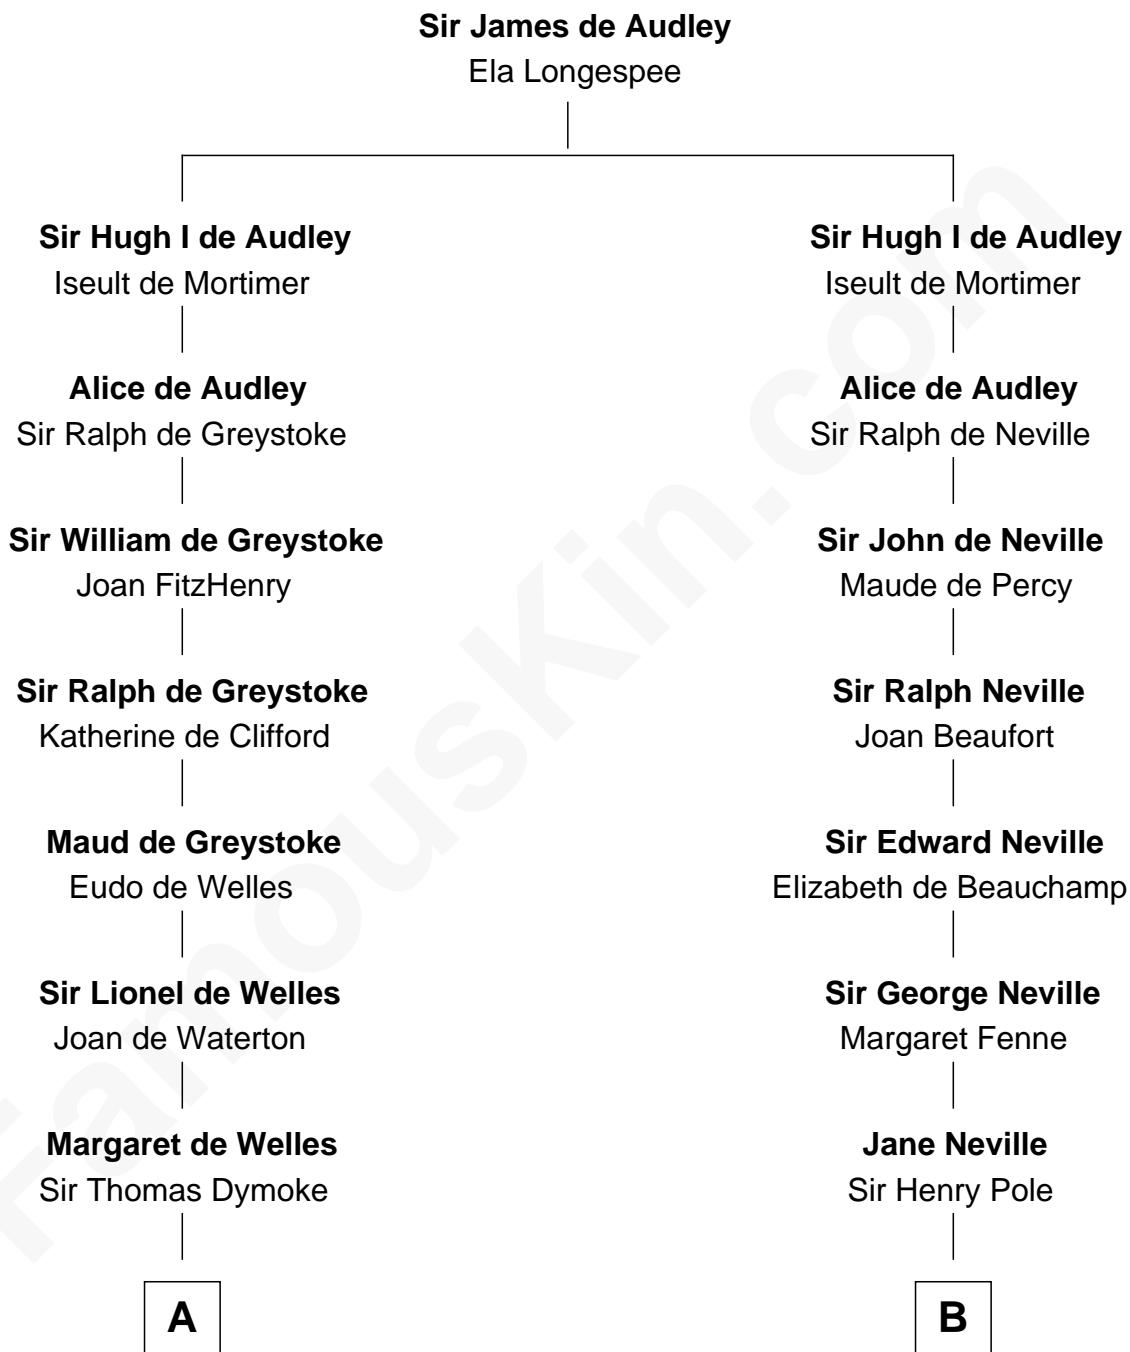 Sir James de Audley
Ela Longespee
Sir Hugh I de Audley
Iseult de Mortimer
Alice de Audley
Sir Ralph de Greystoke
Sir William de Greystoke
Joan FitzHenry
Sir Ralph de Greystoke
Katherine de Clifford
Maud de Greystoke
Eudo de Welles
Sir Lionel de Welles
Joan de Waterton
Margaret de Welles
Sir Thomas Dymoke
A
Sir Hugh I de Audley
Iseult de Mortimer
Alice de Audley
Sir Ralph de Neville
Sir John de Neville
Maude de Percy
Sir Ralph Neville
Joan Beaufort
Sir Edward Neville
Elizabeth de Beauchamp
Sir George Neville
Margaret Fenne
Jane Neville
Sir Henry Pole
B
FamousKin.com